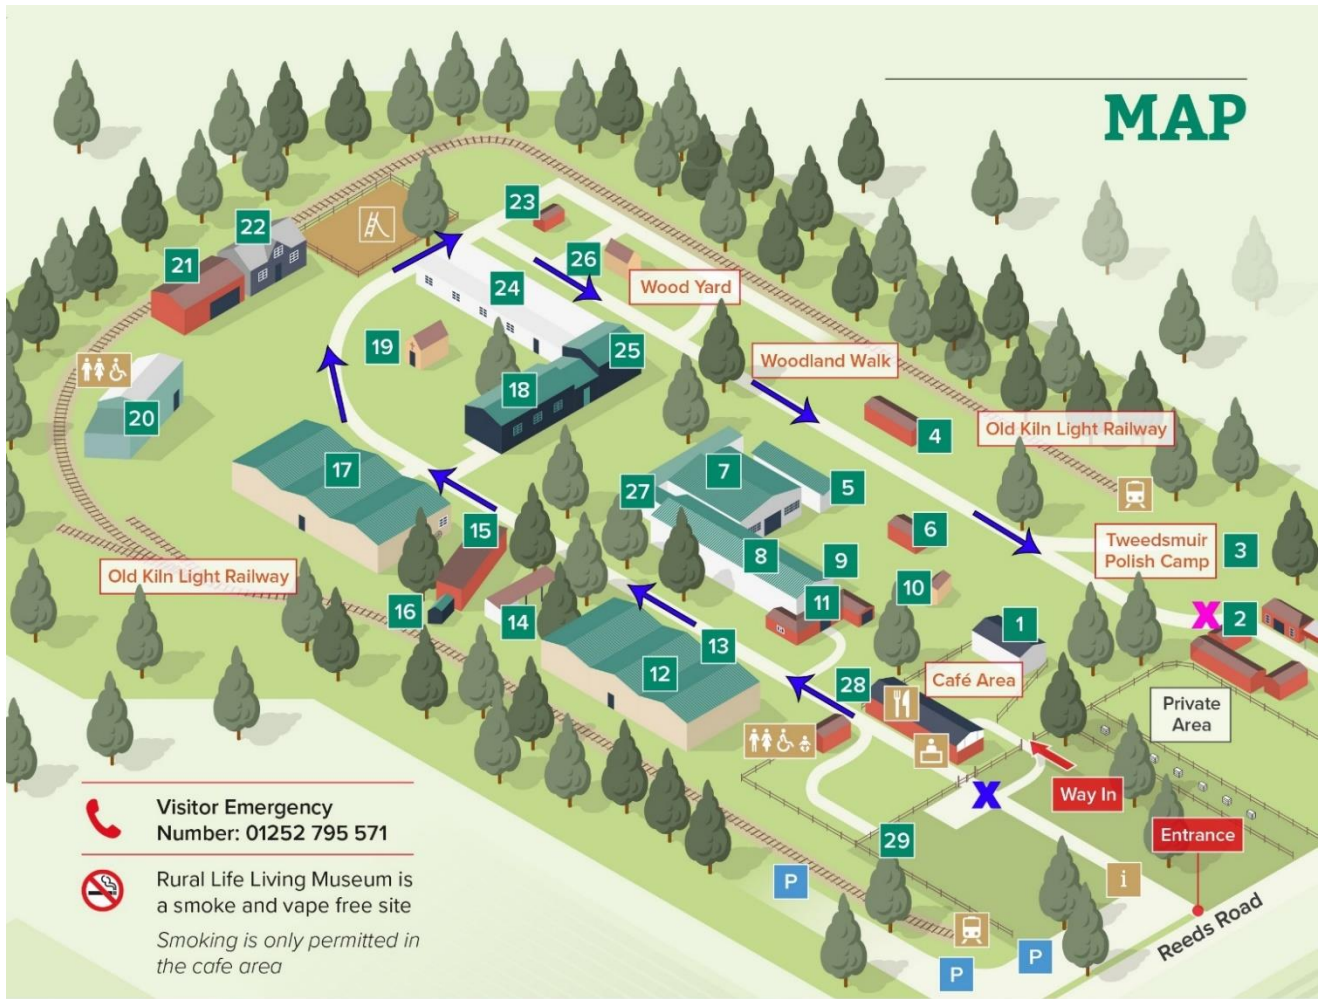 MAP
23
22
26
21
24
Wood Yard
19
25
Woodland Walk
18
20
4
Old Kiln Light Railway
17
7
5
27
15
6
Tweedsmuir
Polish Camp
3
8
9
Old Kiln Light Railway
10
16
14
11
1
2
X
13
12
28
Café Area
Private
Area
Way In
X
Visitor Emergency
Number: 01252 795 571
Entrance
29
P
i
Rural Life Living Museum is
a smoke and vape free site
Smoking is only permitted in
the cafe area
Reeds Road
P
P